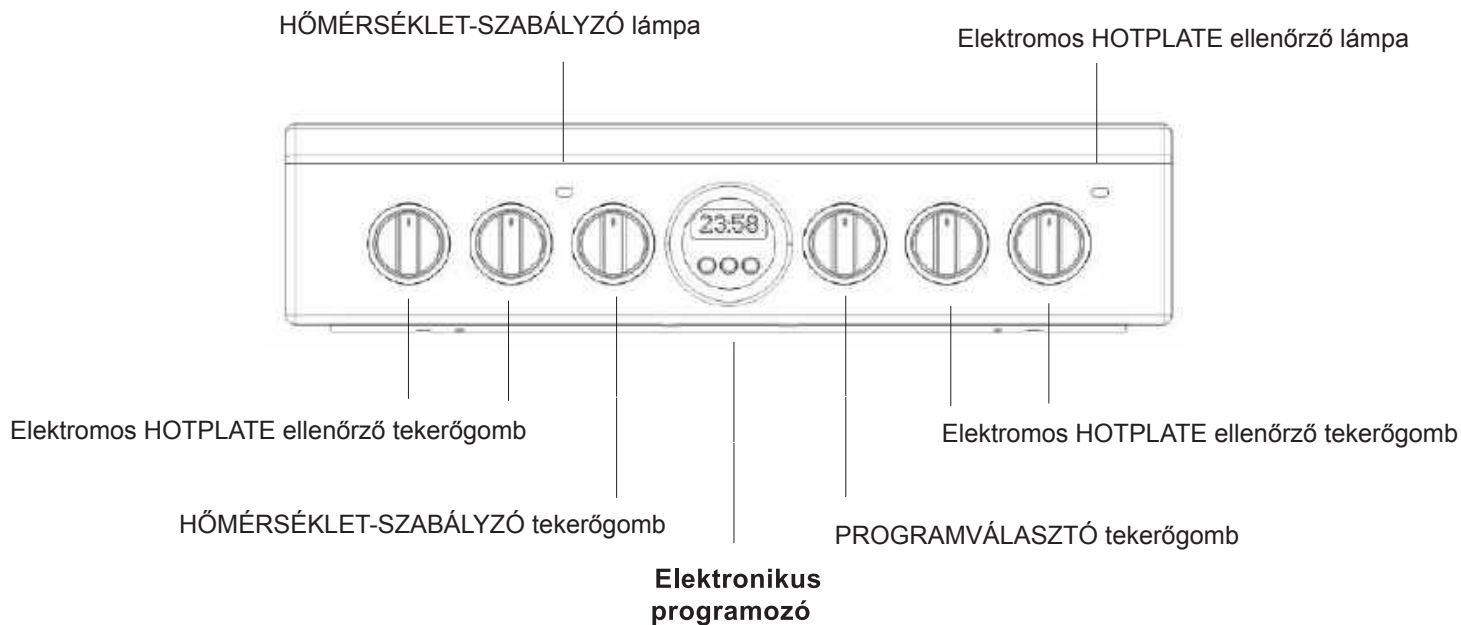 HŐMÉRSÉKLET-SZABÁLYZÓ lámpa
Elektromos HOTPLATE ellenőrző lámpa
23:58
Elektromos HOTPLATE ellenőrző tekerőgomb
Elektromos HOTPLATE ellenőrző tekerőgomb
HŐMÉRSÉKLET-SZABÁLYZÓ tekerőgomb
PROGRAMVÁLASZTÓ tekerőgomb
Elektronikus
programozó